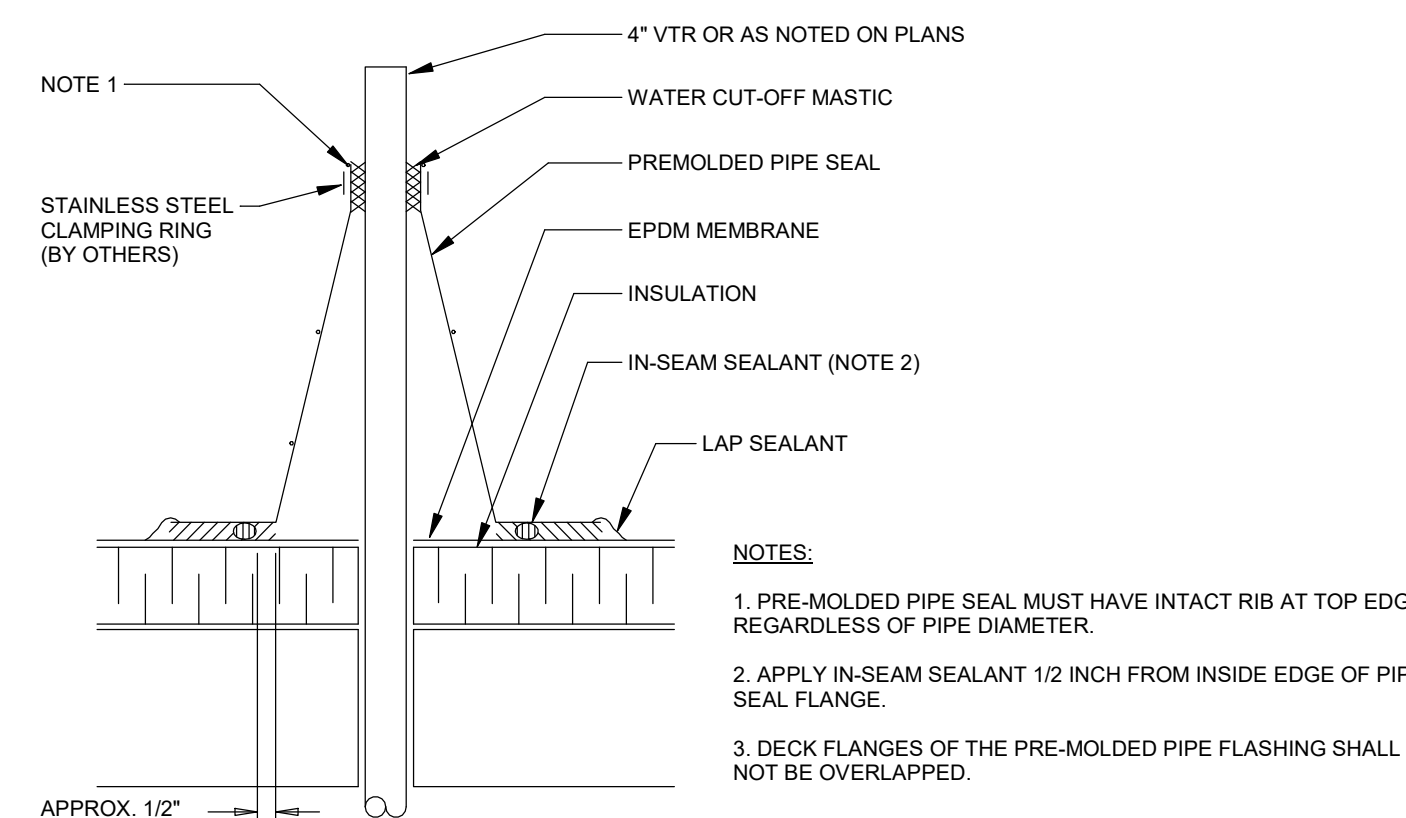 4" VTR OR AS NOTED ON PLANS
NOTE 1
WATER CUT-OFF MASTIC
PREMOLDED PIPE SEAL
STAINLESS STEEL
CLAMPING RING
(BY OTHERS)
EPDM MEMBRANE
INSULATION
IN-SEAM SEALANT (NOTE 2)
LAP SEALANT
NOTES:
1. PRE-MOLDED PIPE SEAL MUST HAVE INTACT RIB AT TOP
REGARDLESS OF PIPE DIAMETER.
2. APPLY IN-SEAM SEALANT 1/2 INCH FROM INSIDE EDGE OF
SEAL FLANGE.
3. DECK FLANGES OF THE PRE-MOLDED PIPE FLASHING SHALL
NOT BE OVERLAPPED.
APPROX. 1/2"